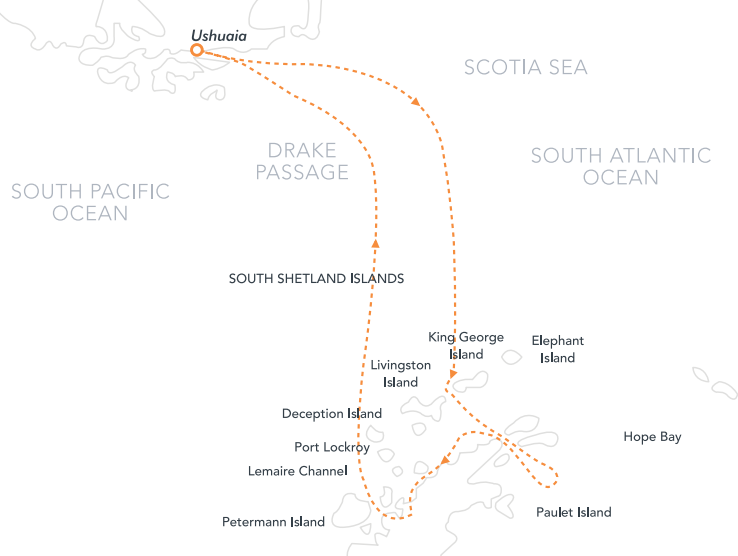 Ushuaia
SCOTIA SEA
DRAKE
PASSAGE
SOUTH ATLANTIC
OCEAN
SOUTH PACIFIC
OCEAN
SOUTH SHETLAND ISLANDS
King George
Island
Elephant
Island
Livingston
Island
Deception Island
Hope Bay
Port Lockroy
Lemaire Channel
Paulet Island
Petermann Island